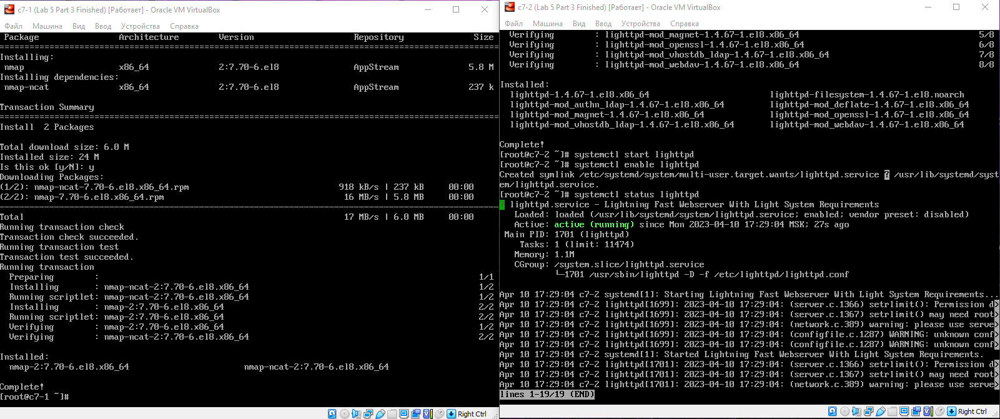 c7-1 (Lab 5 Part 3 Finished) [Работает] - Oracle VM VirtualBox
Файл Машина Вид Ввод Устройства Справка
Package Architecture Version Repository Size
================================================================================
Installing:
nmap x86_64 2:7.70-6.el8 AppStream 5.8 M
Installing dependencies:
nmap-ncat x86_64 2:7.70-6.el8 AppStream 237 k
Transaction Summary
================================================================================
Install 2 Packages
Total download size: 6.0 M
Installed size: 24 M
Is this ok [y/N]: y
Downloading Packages:
(1/2): nmap-ncat-7.70-6.el8.x86_64.rpm 918 kB/s | 237 kB 00:00
(2/2): nmap-7.70-6.el8.x86_64.rpm 16 MB/s | 5.8 MB 00:00
--------------------------------------------------------------------------------
Total 17 MB/s | 6.0 MB 00:00
Running transaction check
Transaction check succeeded.
Running transaction test
Transaction test succeeded.
Running transaction
Preparing : 1/1
Installing : nmap-ncat-2:7.70-6.el8.x86_64 1/2
Running scriptlet: nmap-ncat-2:7.70-6.el8.x86_64 1/2
Installing : nmap-2:7.70-6.el8.x86_64 2/2
Running scriptlet: nmap-2:7.70-6.el8.x86_64 2/2
Verifying : nmap-2:7.70-6.el8.x86_64 1/2
Verifying : nmap-ncat-2:7.70-6.el8.x86_64 2/2
Installed:
nmap-2:7.70-6.el8.x86_64 nmap-ncat-2:7.70-6.el8.x86_64
Complete!
[root@c7-1 ~]#
Right Ctrl
c7-2 (Lab 5 Part 3 Finished) [Работает] - Oracle VM VirtualBox
Файл Машина Вид Ввод Устройства Справка
Verifying : lighttpd-mod_magnet-1.4.67-1.el8.x86_64 5/8
Verifying : lighttpd-mod_openssl-1.4.67-1.el8.x86_64 6/8
Verifying : lighttpd-mod_vhostdb_ldap-1.4.67-1.el8.x86_64 7/8
Verifying : lighttpd-mod_webdav-1.4.67-1.el8.x86_64 8/8
Installed:
lighttpd-1.4.67-1.el8.x86_64 lighttpd-filesystem-1.4.67-1.el8.noarch
lighttpd-mod_authn_ldap-1.4.67-1.el8.x86_64 lighttpd-mod_deflate-1.4.67-1.el8.x86_64
lighttpd-mod_magnet-1.4.67-1.el8.x86_64 lighttpd-mod_openssl-1.4.67-1.el8.x86_64
lighttpd-mod_vhostdb_ldap-1.4.67-1.el8.x86_64 lighttpd-mod_webdav-1.4.67-1.el8.x86_64
Complete!
[root@c7-2 ~]# systemctl start lighttpd
[root@c7-2 ~]# systemctl enable lighttpd
Created symlink /etc/systemd/system/multi-user.target.wants/lighttpd.service ? /usr/lib/systemd/syst
em/lighttpd.service.
[root@c7-2 ~]# systemctl status lighttpd
? lighttpd.service - Lightning Fast Webserver With Light System Requirements
Loaded: loaded (/usr/lib/systemd/system/lighttpd.service; enabled; vendor preset: disabled)
Active: active (running) since Mon 2023-04-10 17:29:04 MSK; 27s ago
Main PID: 1701 (lighttpd)
Tasks: 1 (limit: 11474)
Memory: 1.1M
CGroup: /system.slice/lighttpd.service
└─1701 /usr/sbin/lighttpd -D -f /etc/lighttpd/lighttpd.conf
Apr 10 17:29:04 c7-2 systemd[1]: Starting Lightning Fast Webserver With Light System Requirements...
Apr 10 17:29:04 c7-2 lighttpd[1699]: 2023-04-10 17:29:04: (server.c.1366) setrlimit(): Permission d>
Apr 10 17:29:04 c7-2 lighttpd[1699]: 2023-04-10 17:29:04: (server.c.1367) setrlimit() may need root>
Apr 10 17:29:04 c7-2 lighttpd[1699]: 2023-04-10 17:29:04: (network.c.389) warning: please use serve>
Apr 10 17:29:04 c7-2 lighttpd[1699]: 2023-04-10 17:29:04: (configfile.c.1287) WARNING: unknown conf>
Apr 10 17:29:04 c7-2 lighttpd[1699]: 2023-04-10 17:29:04: (configfile.c.1287) WARNING: unknown conf>
Apr 10 17:29:04 c7-2 systemd[1]: Started Lightning Fast Webserver With Light System Requirements.
Apr 10 17:29:04 c7-2 lighttpd[1701]: 2023-04-10 17:29:04: (server.c.1366) setrlimit(): Permission d>
Apr 10 17:29:04 c7-2 lighttpd[1701]: 2023-04-10 17:29:04: (server.c.1367) setrlimit() may need root>
Apr 10 17:29:04 c7-2 lighttpd[1701]: 2023-04-10 17:29:04: (network.c.389) warning: please use serve>
lines 1-19/19 (END)
Right Ctrl